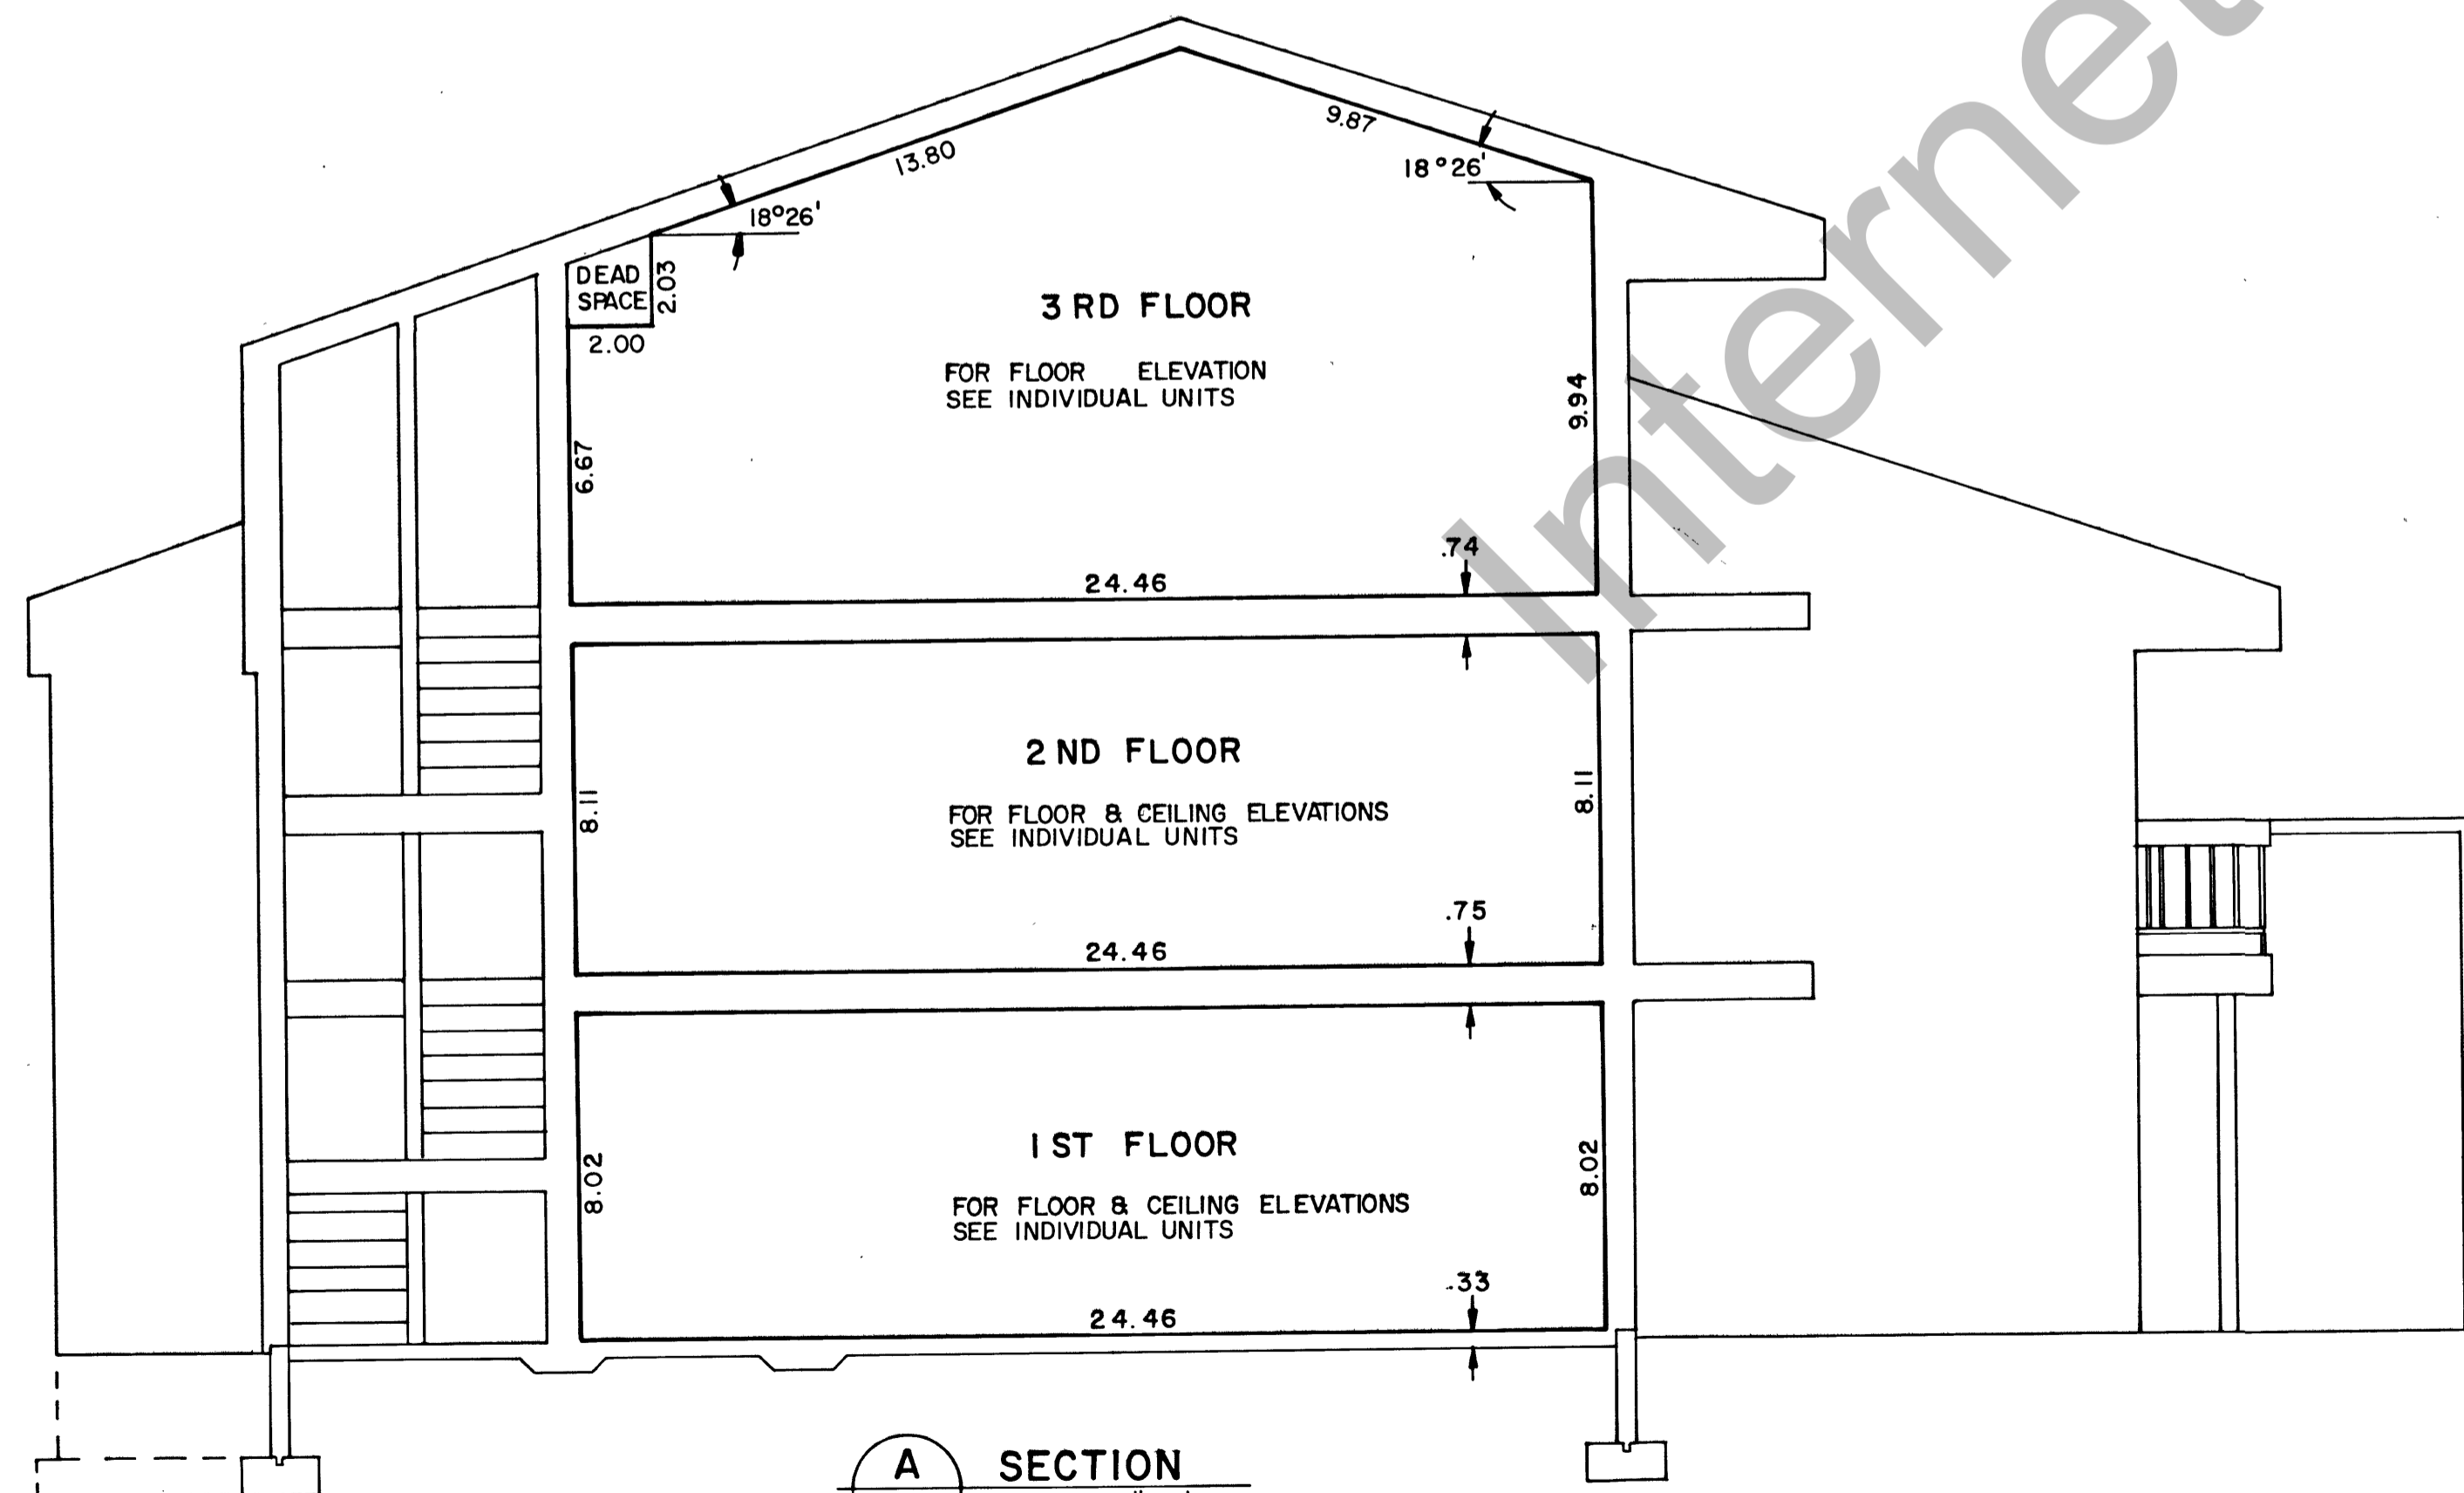 Internet
9.87
13.80
18°26'
18°26'
DEAD
SPACE
2.03
2.00
3 RD FLOOR
FOR FLOOR ELEVATION
SEE INDIVIDUAL UNITS
6.67
9.94
.74
24.46
2 ND FLOOR
FOR FLOOR & CEILING ELEVATIONS
SEE INDIVIDUAL UNITS
8.11
8.11
.75
24.46
1 ST FLOOR
FOR FLOOR & CEILING ELEVATIONS
SEE INDIVIDUAL UNITS
8.02
8.02
.33
24.46
A SECTION